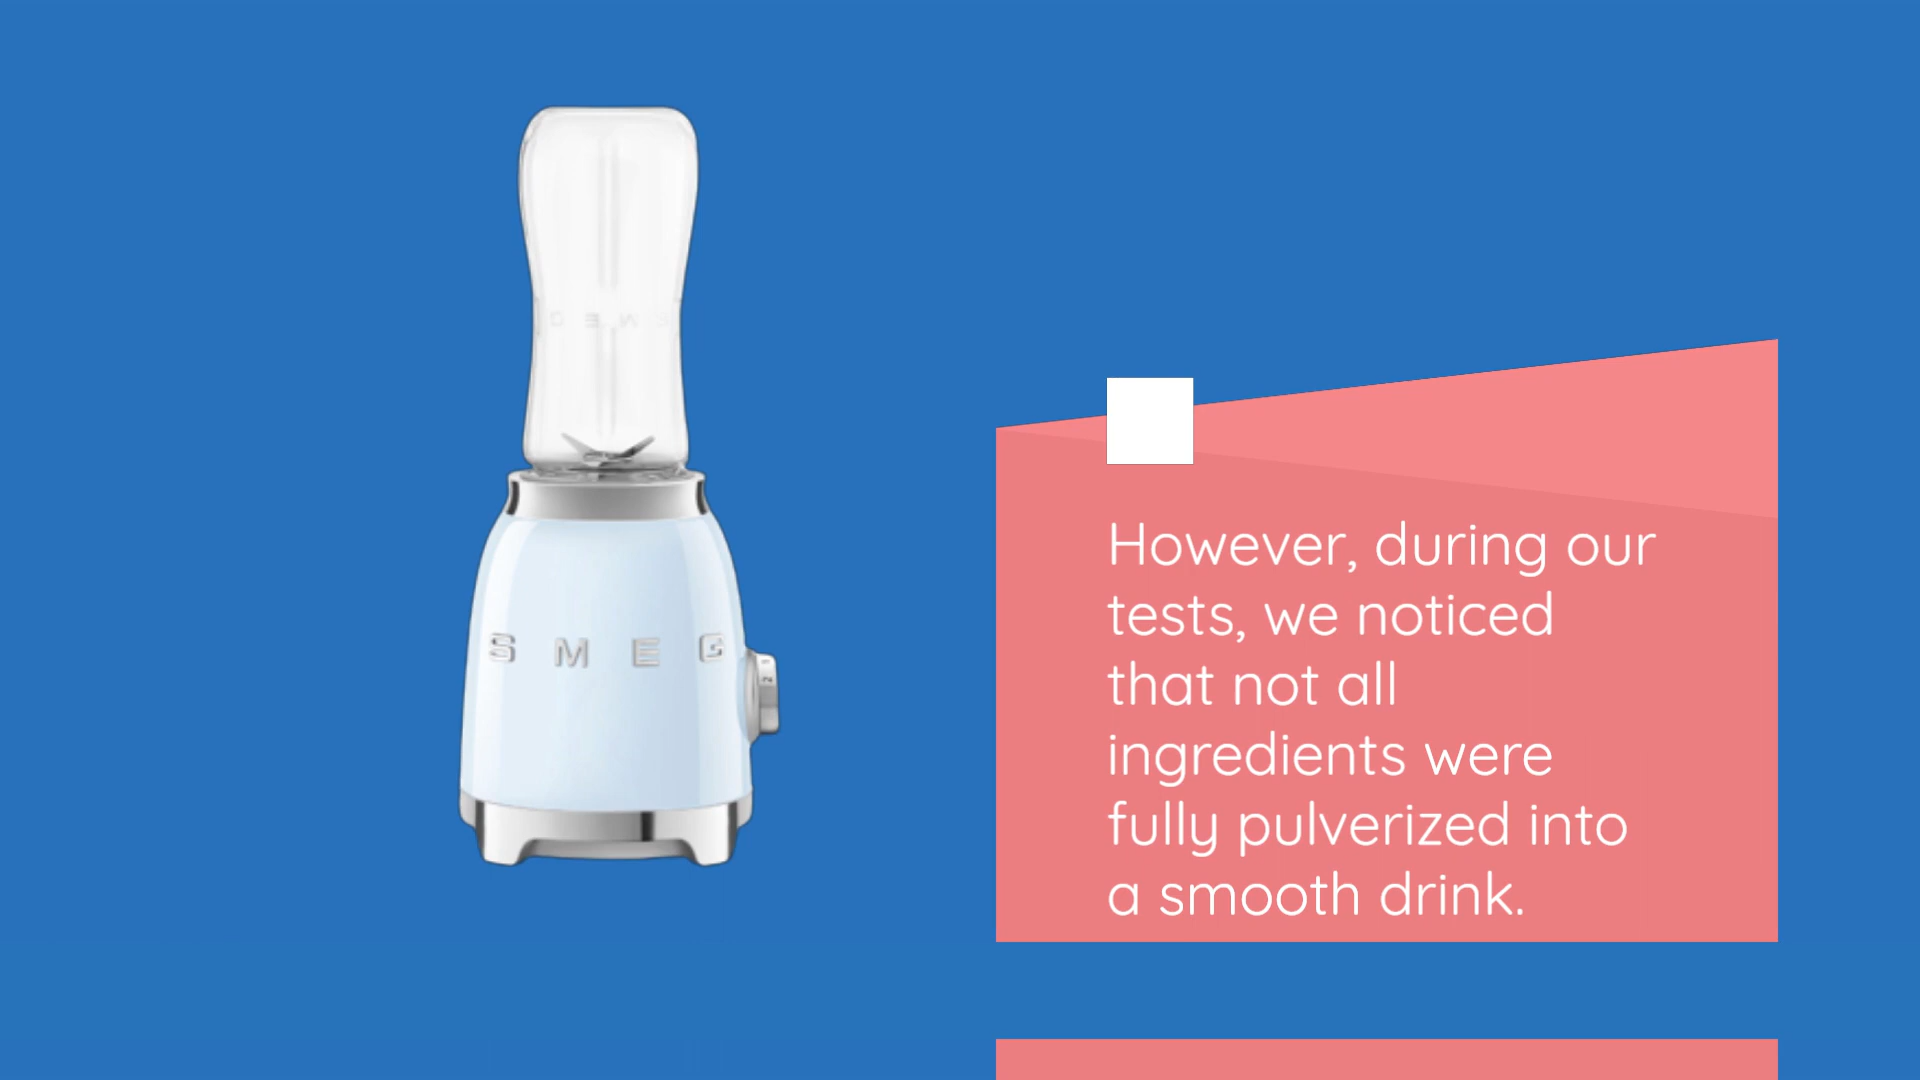 SMEG
However, during our
tests, we noticed
that not all
ingredients were
fully pulverized into
a smooth drink.